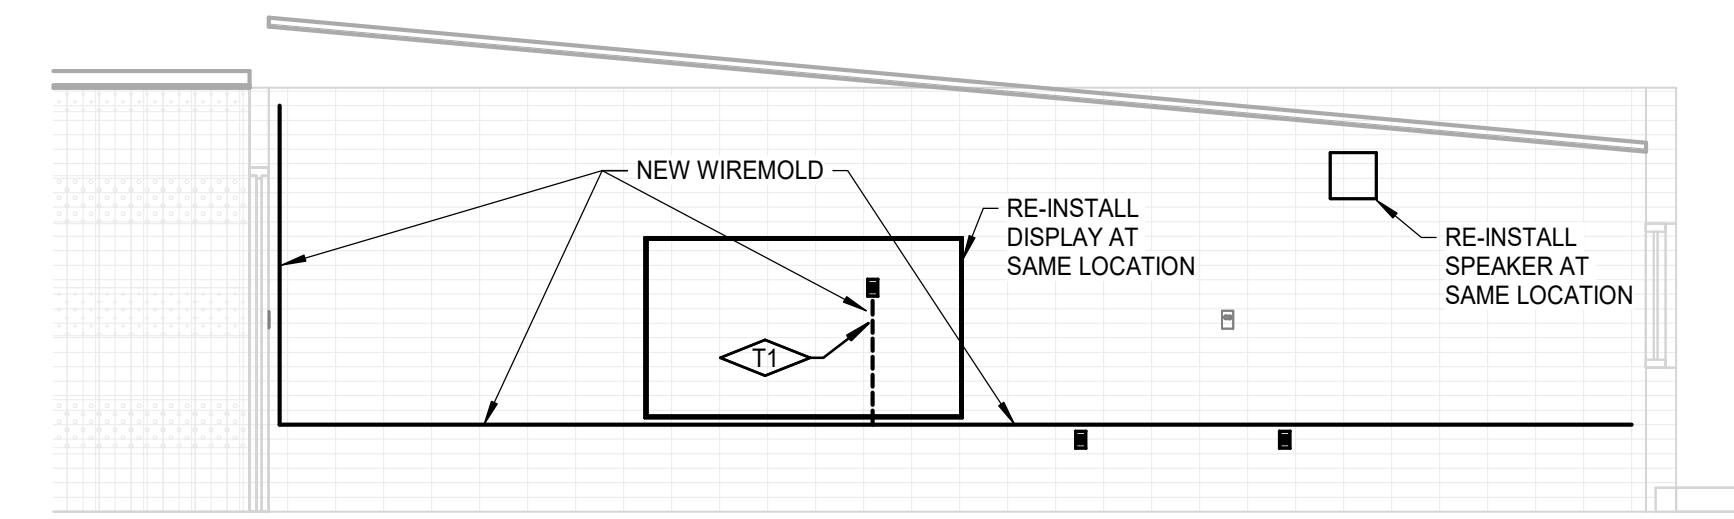 NEW WIREMOLD
RE-INSTALL
DISPLAY AT
SAME LOCATION
RE-INSTALL
SPEAKER AT
SAME LOCATION
T1